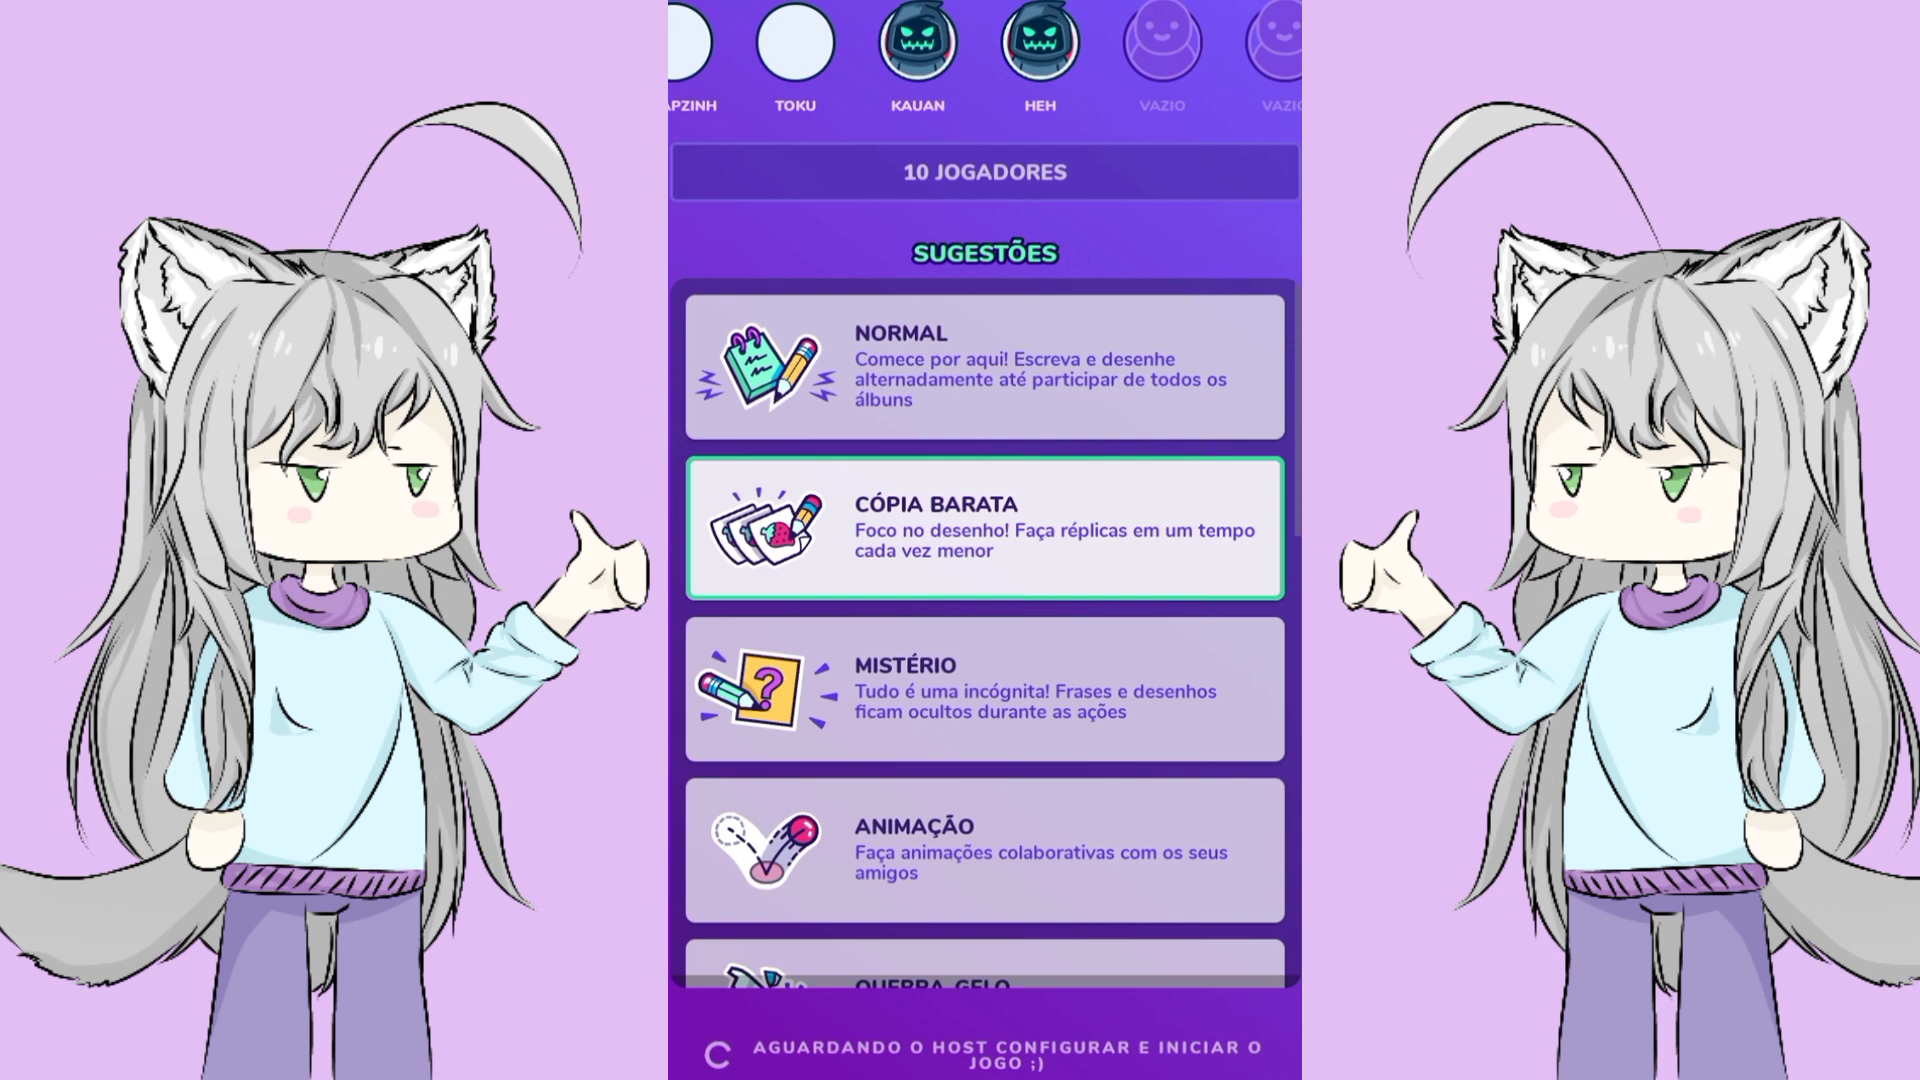 APZINH TOKU KAUAN HEH VAZIO VAZIO
10 JOGADORES
SUGESTÕES
NORMAL
Comece por aqui! Escreva e desenhe
alternadamente até participar de todos os
álbuns
CÓPIA BARATA
Foco no desenho! Faça réplicas em um tempo
cada vez menor
MISTÉRIO
Tudo é uma incógnita! Frases e desenhos
ficam ocultos durante as ações
ANIMAÇÃO
Faça animações colaborativas com os seus
amigos
QUEBRA-GELO
AGUARDANDO O HOST CONFIGURAR E INICIAR O
JOGO ;)